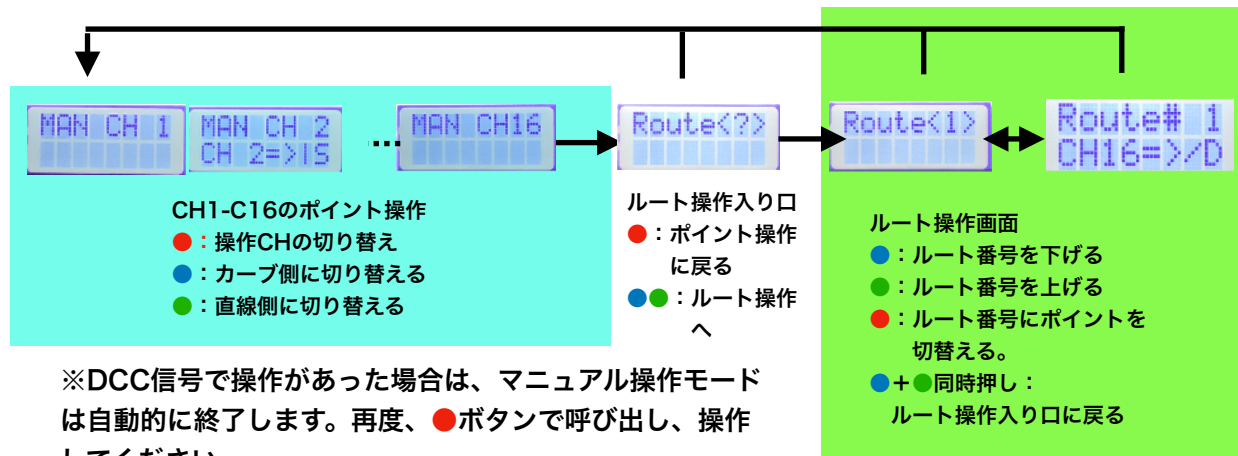 MAN CH 1
MAN CH 2
CH 2=>|S
MAN CH16
Route<?>
Route<1>
Route# 1
CH16=>/D
CH1-C16のポイント操作
●：操作CHの切り替え
●：カーブ側に切り替える
●：直線側に切り替える
ルート操作入り口
●：ポイント操作
に戻る
●●：ルート操作
へ
ルート操作画面
●：ルート番号を下げる
●：ルート番号を上げる
●：ルート番号にポイントを
切替える。
●＋●同時押し：
ルート操作入り口に戻る
※DCC信号で操作があった場合は、マニュアル操作モード
は自動的に終了します。再度、●ボタンで呼び出し、操作
してください